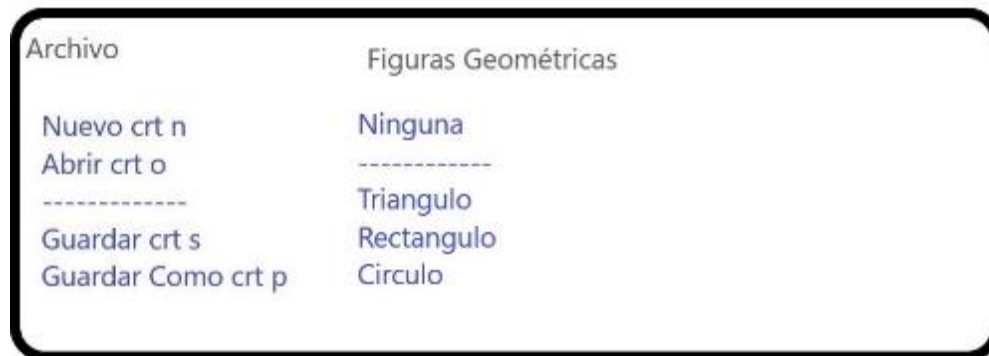 Archivo
Figuras Geométricas
Nuevo crt n
Abrir crt o
-------------
Guardar crt s
Guardar Como crt p
Ninguna
------------
Triangulo
Rectangulo
Circulo